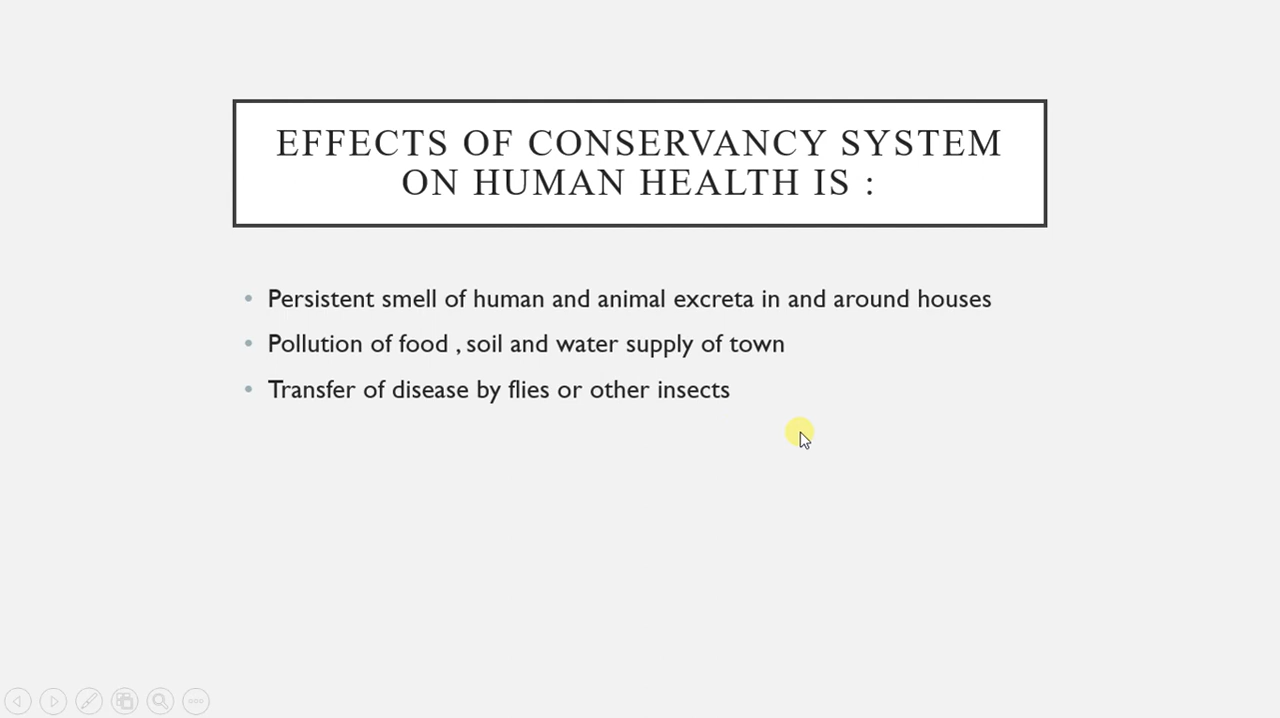 EFFECTS OF CONSERVANCY SYSTEM
ON HUMAN HEALTH IS :
• Persistent smell of human and animal excreta in and around houses
• Pollution of food , soil and water supply of town
• Transfer of disease by flies or other insects